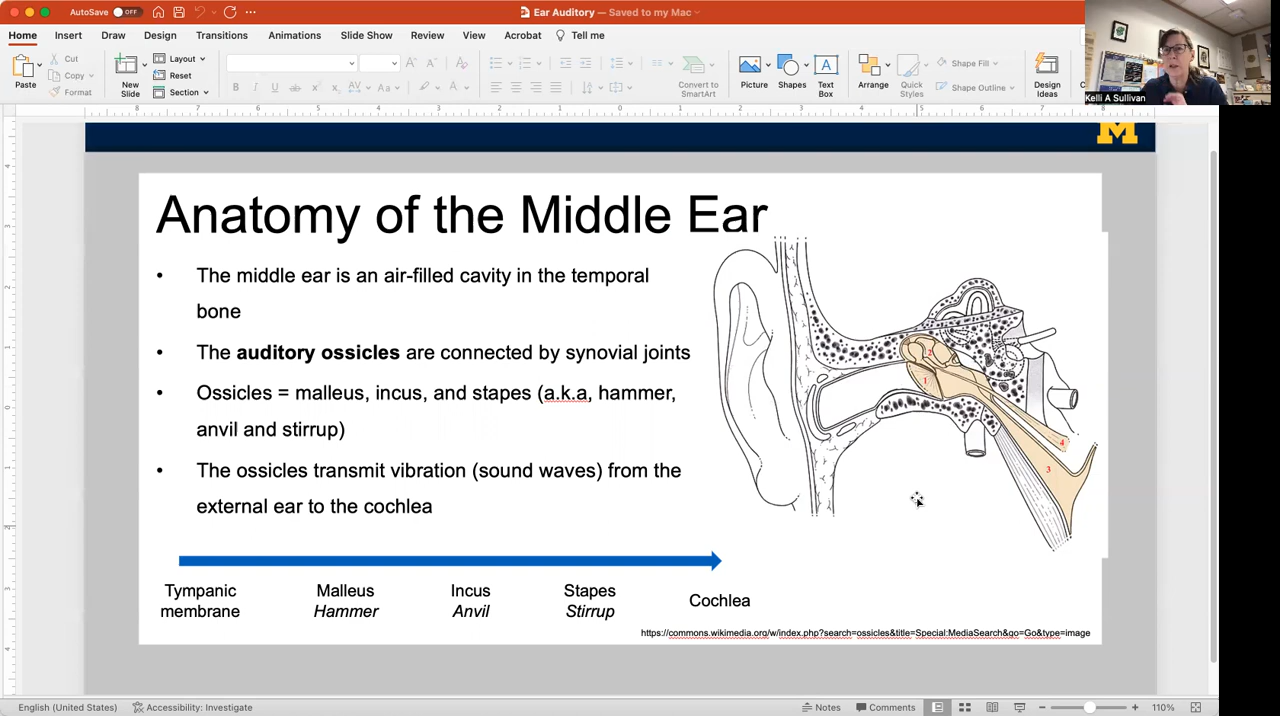 AutoSave OFF
Ear Auditory — Saved to my Mac
Home Insert Draw Design Transitions Animations Slide Show Review View Acrobat Tell me
Paste
Cut
Copy
Format
New
Slide
Layout
Reset
Section
Convert to
SmartArt
Picture
Shapes
Text
Box
Arrange
Quick
Styles
Shape Fill
Shape Outline
Design
Ideas
Kelli A Sullivan
M
Anatomy of the Middle Ear
• The middle ear is an air-filled cavity in the temporal
bone
• The auditory ossicles are connected by synovial joints
• Ossicles = malleus, incus, and stapes (a.k.a, hammer,
anvil and stirrup)
• The ossicles transmit vibration (sound waves) from the
external ear to the cochlea
2
1
4
3
Tympanic
membrane
Malleus
Hammer
Incus
Anvil
Stapes
Stirrup
Cochlea
https://commons.wikimedia.org/w/index.php?search=ossicles&title=Special:MediaSearch&go=Go&type=image
English (United States) Accessibility: Investigate Notes Comments 110%